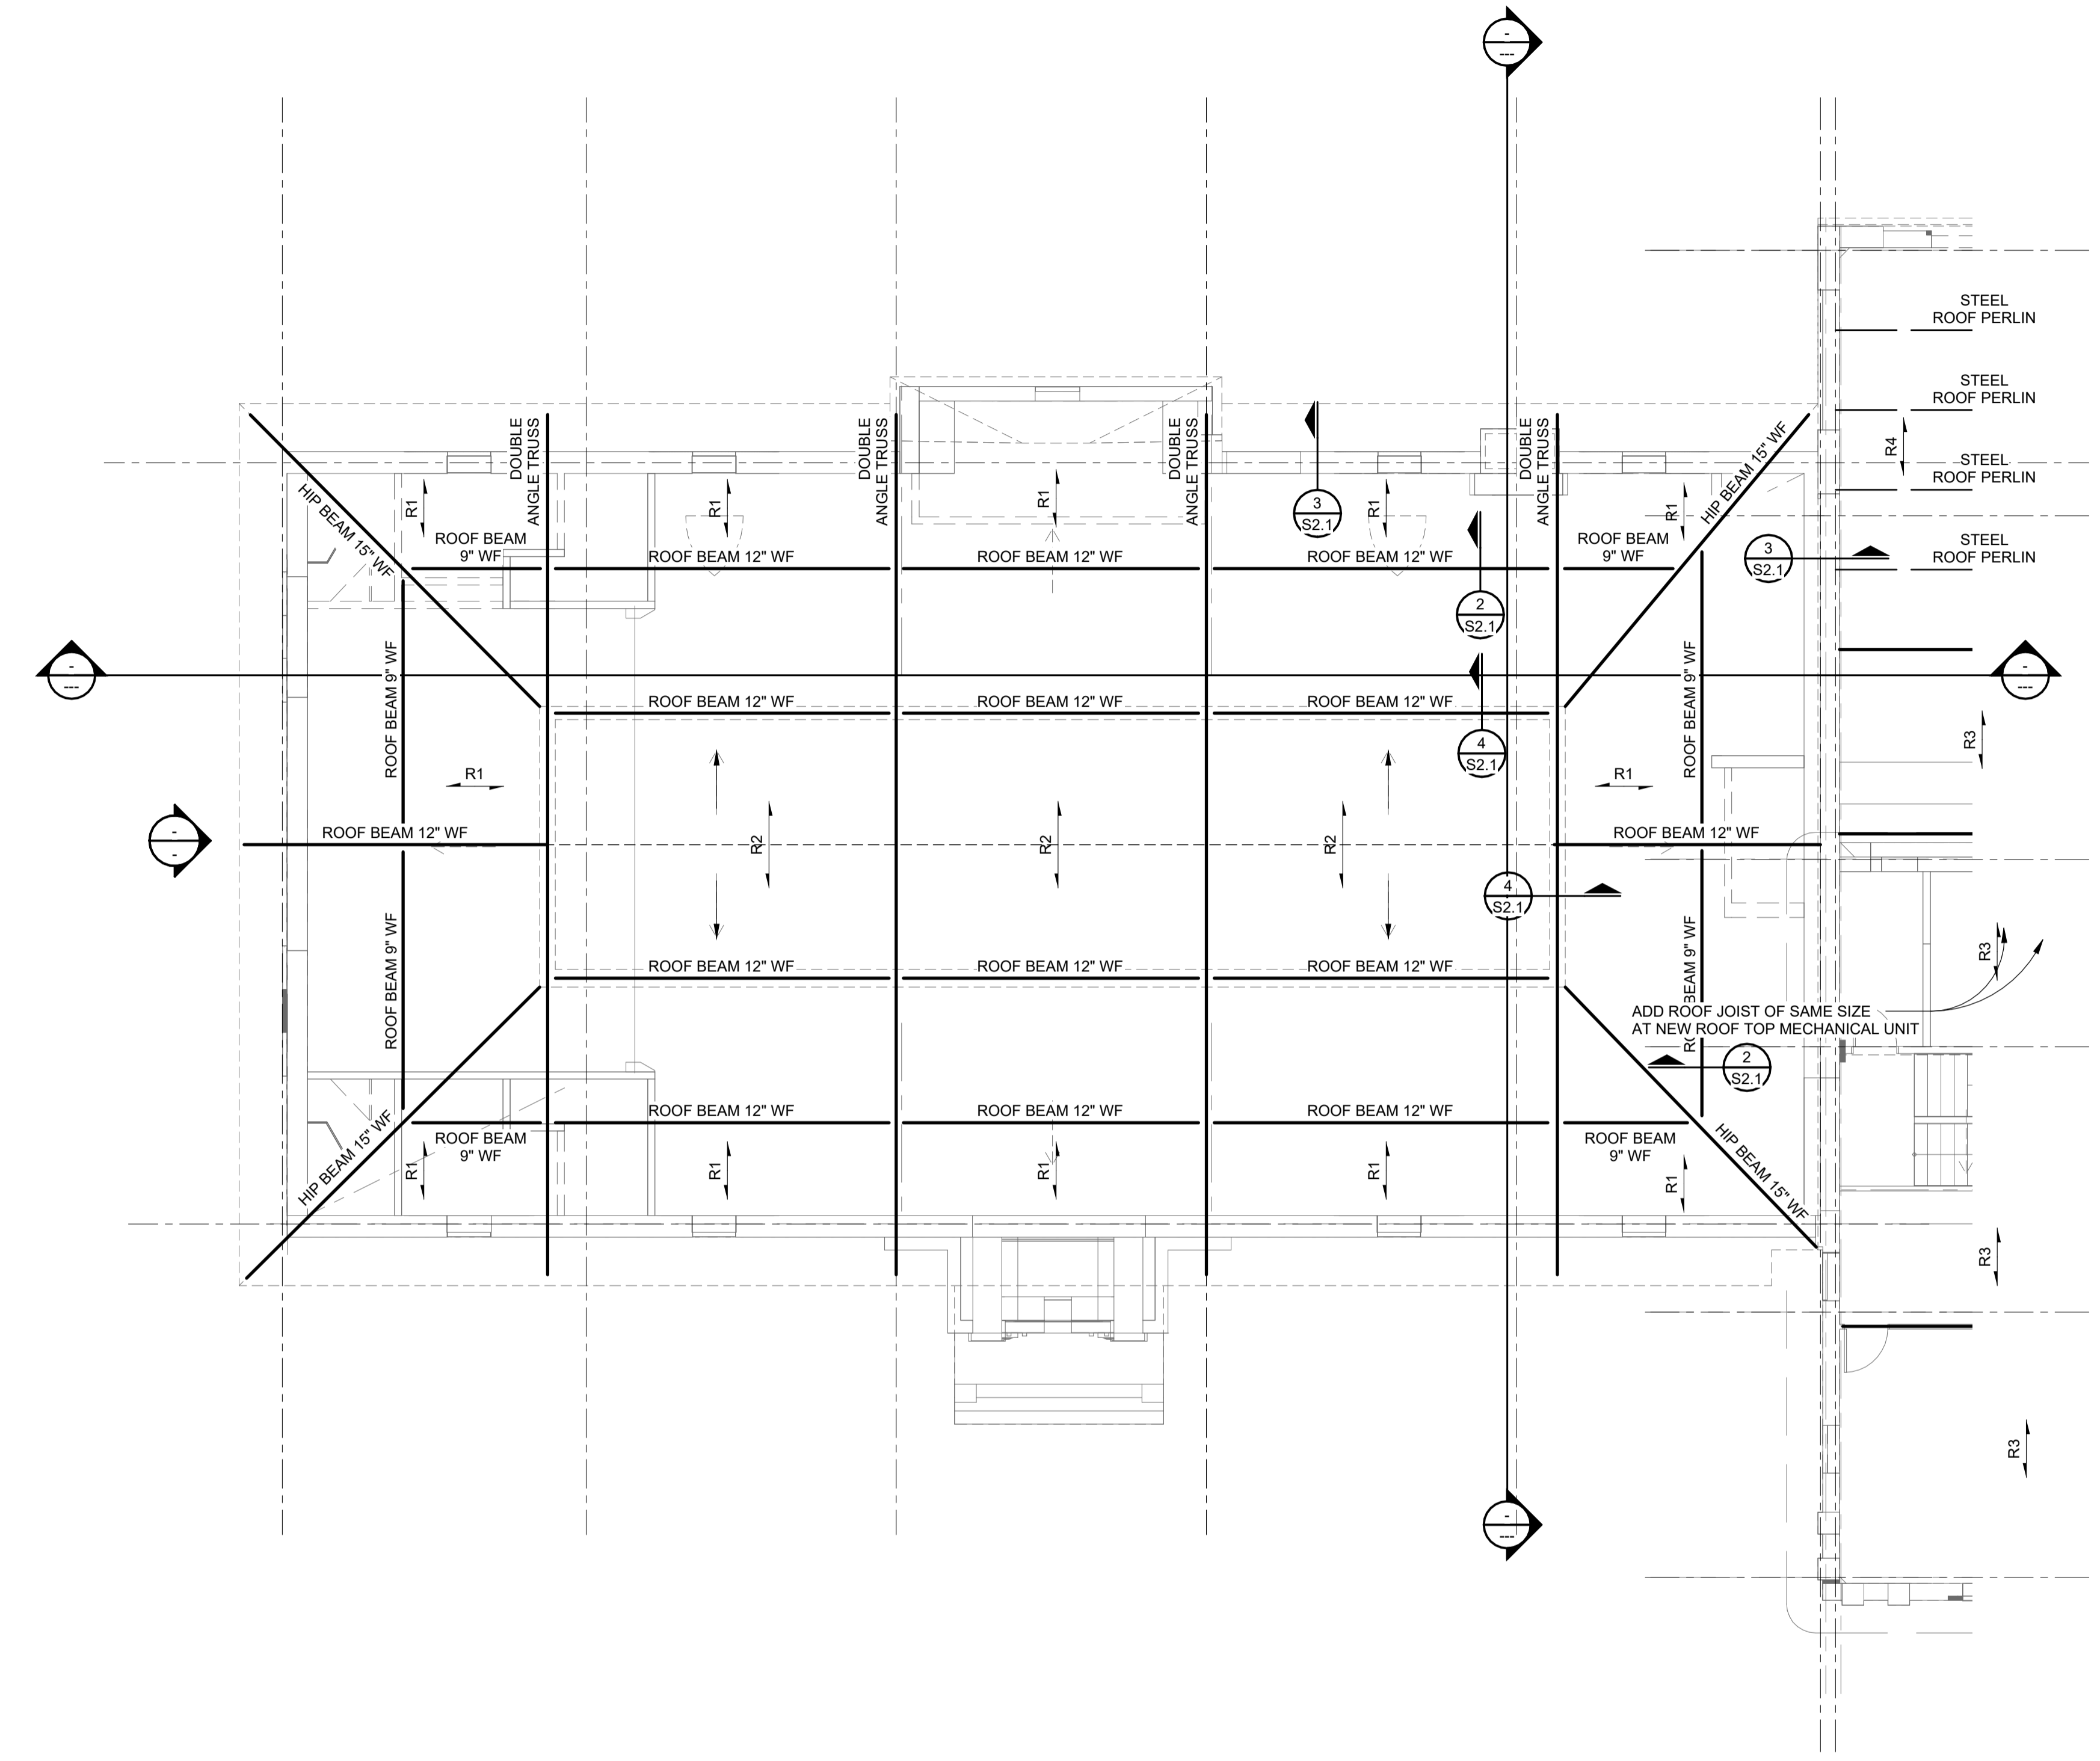 -
---
STEEL
ROOF PERLIN
STEEL
ROOF PERLIN
STEEL
ROOF PERLIN
STEEL
ROOF PERLIN
R4
DOUBLE
ANGLE TRUSS
DOUBLE
ANGLE TRUSS
DOUBLE
ANGLE TRUSS
DOUBLE
ANGLE TRUSS
HIP BEAM 15" WF
HIP BEAM 15" WF
R1
R1
R1
R1
R1
3
S2.1
3
S2.1
ROOF BEAM
9" WF
ROOF BEAM 12" WF
ROOF BEAM 12" WF
ROOF BEAM 12" WF
ROOF BEAM
9" WF
2
S2.1
-
---
-
---
ROOF BEAM 9" WF
ROOF BEAM 12" WF
ROOF BEAM 12" WF
ROOF BEAM 12" WF
ROOF BEAM 9" WF
4
S2.1
R3
R1
R1
-
-
ROOF BEAM 12" WF
R2
R2
R2
ROOF BEAM 12" WF
4
S2.1
ROOF BEAM 9" WF
ROOF BEAM 12" WF
ROOF BEAM 12" WF
ROOF BEAM 12" WF
ROOF BEAM 9" WF
R3
ADD ROOF JOIST OF SAME SIZE
AT NEW ROOF TOP MECHANICAL UNIT
2
S2.1
HIP BEAM 15" WF
ROOF BEAM 12" WF
ROOF BEAM 12" WF
ROOF BEAM 12" WF
HIP BEAM 15" WF
ROOF BEAM
9" WF
ROOF BEAM
9" WF
R1
R1
R1
R1
R1
R3
R3
-
---